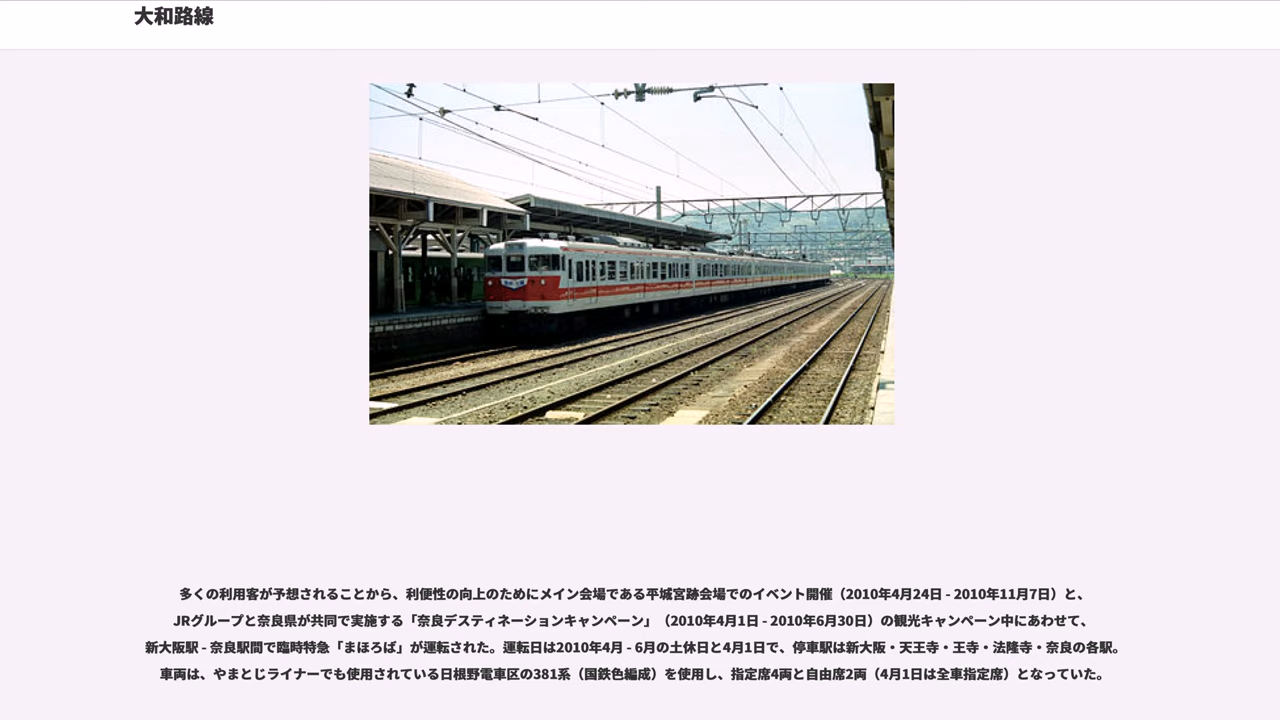 大和路線
多くの利用客が予想されることから、利便性の向上のためにメイン会場である平城宮跡会場でのイベント開催（2010年4月24日 - 2010年11月7日）と、
JRグループと奈良県が共同で実施する「奈良デスティネーションキャンペーン」（2010年4月1日 - 2010年6月30日）の観光キャンペーン中にあわせて、
新大阪駅 - 奈良駅間で臨時特急「まほろば」が運転された。運転日は2010年4月 - 6月の土休日と4月1日で、停車駅は新大阪・天王寺・王寺・法隆寺・奈良の各駅。
車両は、やまとじライナーでも使用されている日根野電車区の381系（国鉄色編成）を使用し、指定席4両と自由席2両（4月1日は全車指定席）となっていた。